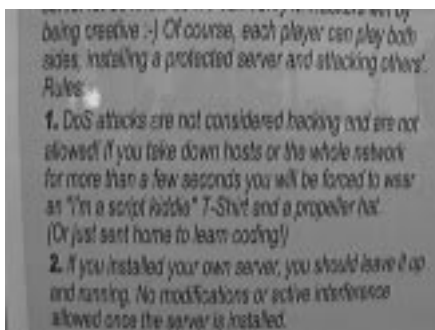 being creative :-) Of course, each player can play both
sides, installing a protected server and attacking others'.
Rules:
1. DoS attacks are not considered hacking and are not
allowed! If you take down hosts or the whole network
for more than a few seconds you will be forced to wear
an "I'm a script kiddie" T-Shirt and a propeller hat.
(Or just sent home to learn coding!)
2. If you installed your own server, you should leave it up
and running. No modifications or active interference
allowed once the server is installed.